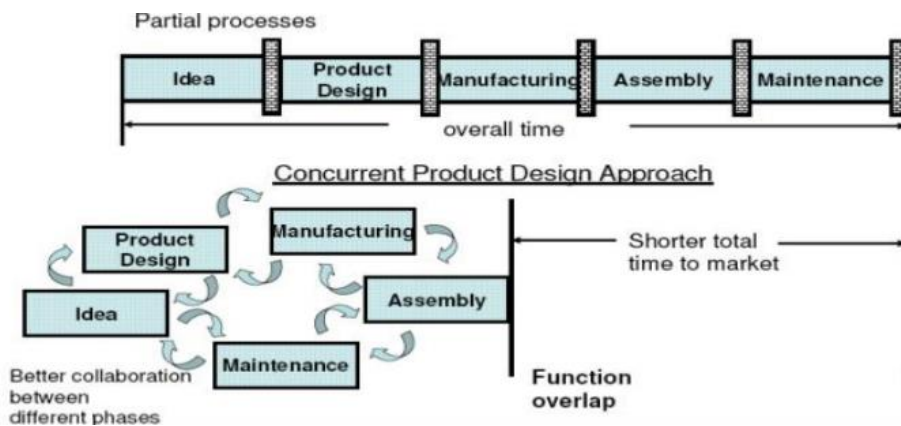 Partial processes
Idea
Product
Design
Manufacturing
Assembly
Maintenance
overall time
Concurrent Product Design Approach
Manufacturing
Product
Design
Shorter total
time to market
Assembly
Idea
Maintenance
Better collaboration
between
different phases
Function
overlap